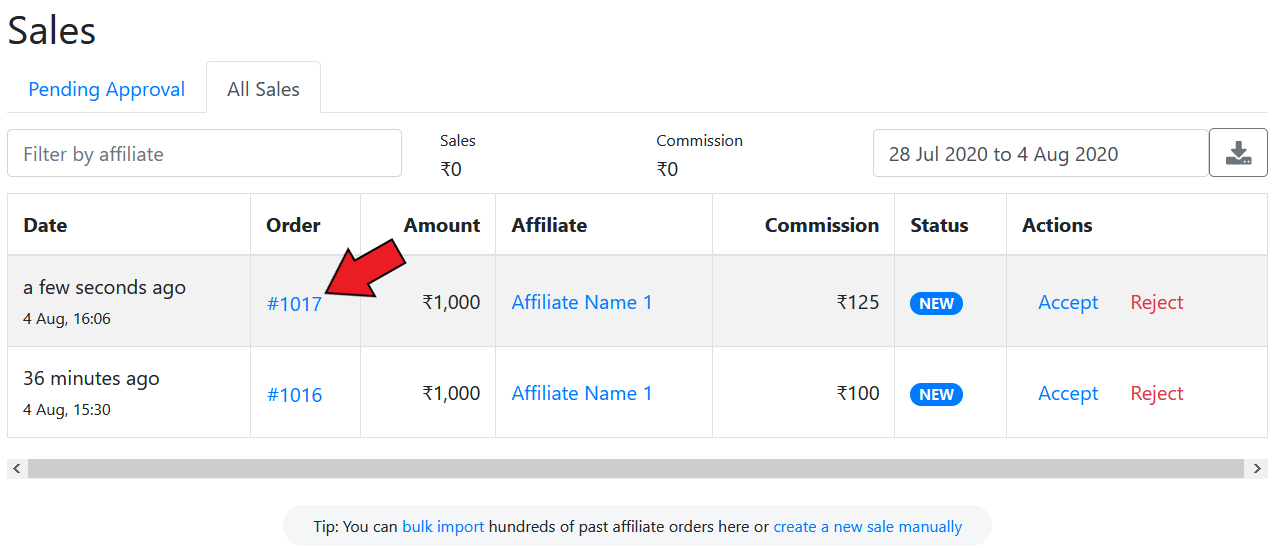 Sales
Pending Approval All Sales
Filter by affiliate Sales ₹0 Commission ₹0 28 Jul 2020 to 4 Aug 2020
Date Order Amount Affiliate Commission Status Actions
a few seconds ago
4 Aug, 16:06
#1017 ₹1,000 Affiliate Name 1 ₹125 NEW Accept Reject
36 minutes ago
4 Aug, 15:30
#1016 ₹1,000 Affiliate Name 1 ₹100 NEW Accept Reject
Tip: You can bulk import hundreds of past affiliate orders here or create a new sale manually